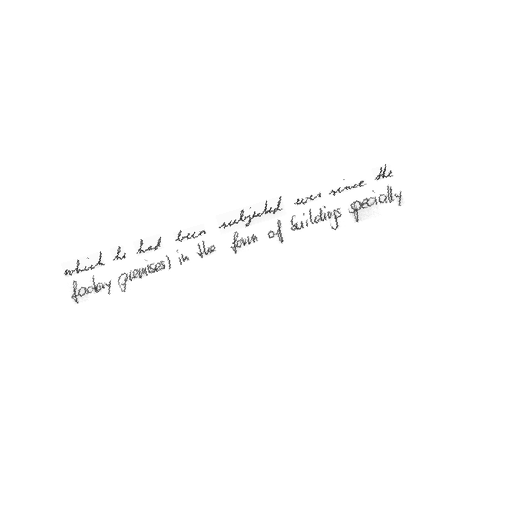 which he had been subjected ever since the
factory premises) in the form of buildings specially